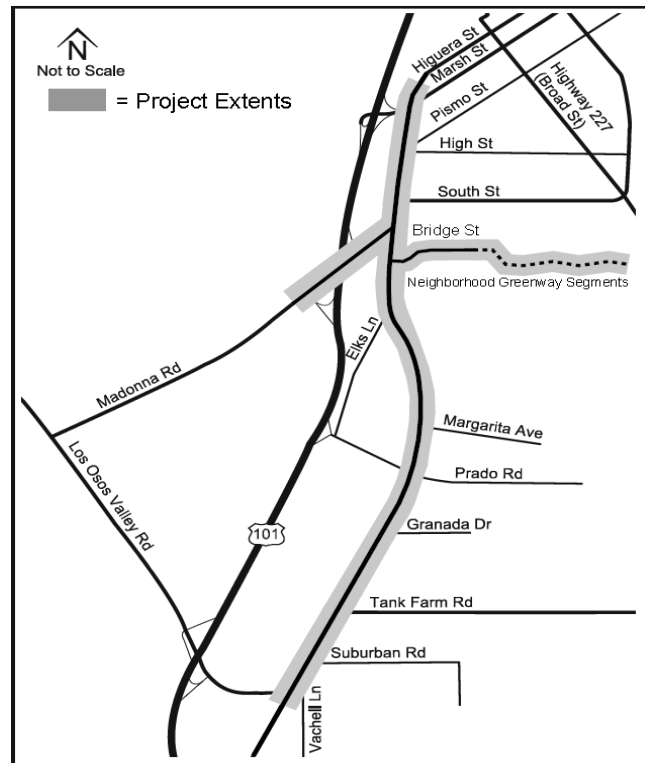 N
Not to Scale
= Project Extents
Higuera St
Marsh St
Pismo St
Highway 227
(Broad St)
High St
South St
Bridge St
Neighborhood Greenway Segments
Elks Ln
Madonna Rd
Margarita Ave
Los Osos Valley Rd
Prado Rd
101
Granada Dr
Tank Farm Rd
Suburban Rd
Vachell Ln